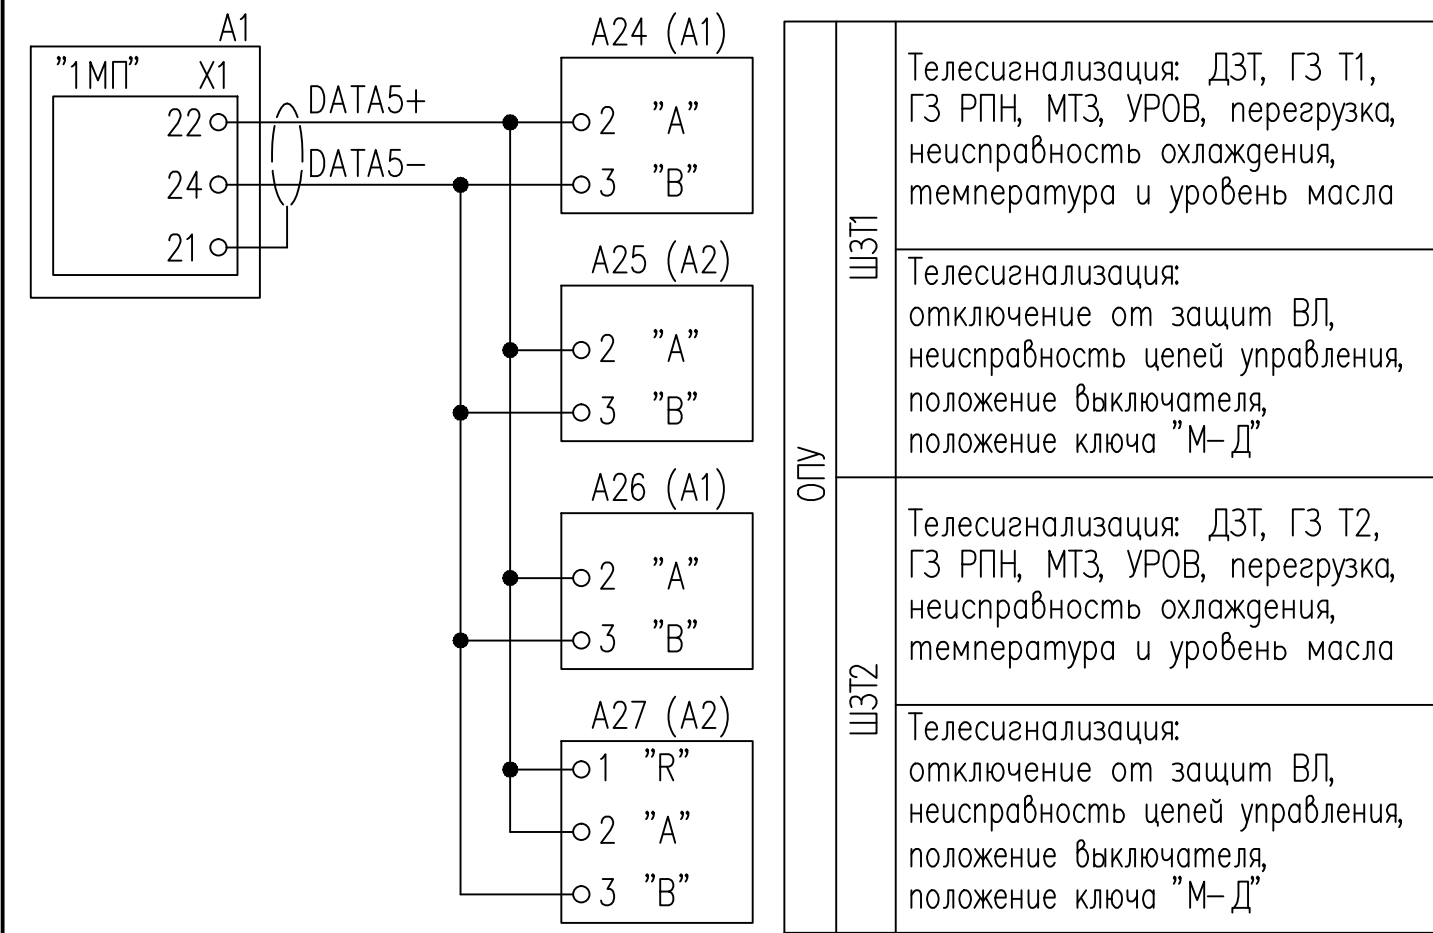 A1
"1МП" X1
22
DATA5+
24
DATA5-
21
A24 (A1)
2 "A"
3 "B"
A25 (A2)
2 "A"
3 "B"
A26 (A1)
2 "A"
3 "B"
A27 (A2)
1 "R"
2 "A"
3 "B"
ОПУ
ШЗТ1
Телесигнализация: ДЗТ, ГЗ Т1,
ГЗ РПН, МТЗ, УРОВ, перегрузка,
неисправность охлаждения,
температура и уровень масла
Телесигнализация:
отключение от защит ВЛ,
неисправность цепей управления,
положение выключателя,
положение ключа "М-Д"
ШЗТ2
Телесигнализация: ДЗТ, ГЗ Т2,
ГЗ РПН, МТЗ, УРОВ, перегрузка,
неисправность охлаждения,
температура и уровень масла
Телесигнализация:
отключение от защит ВЛ,
неисправность цепей управления,
положение выключателя,
положение ключа "М-Д"